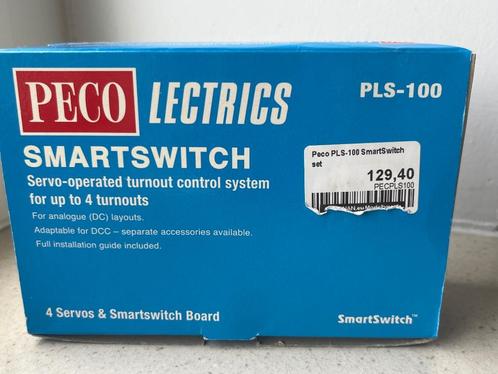 PECO LECTRICS
PLS-100
SMARTSWITCH
Servo-operated turnout control system
for up to 4 turnouts
For analogue (DC) layouts.
Adaptable for DCC – separate accessories available.
Full installation guide included.
Peco PLS-100 SmartSwitch
set
129,40
PECPLS100
4 Servos & Smartswitch Board
SmartSwitch™